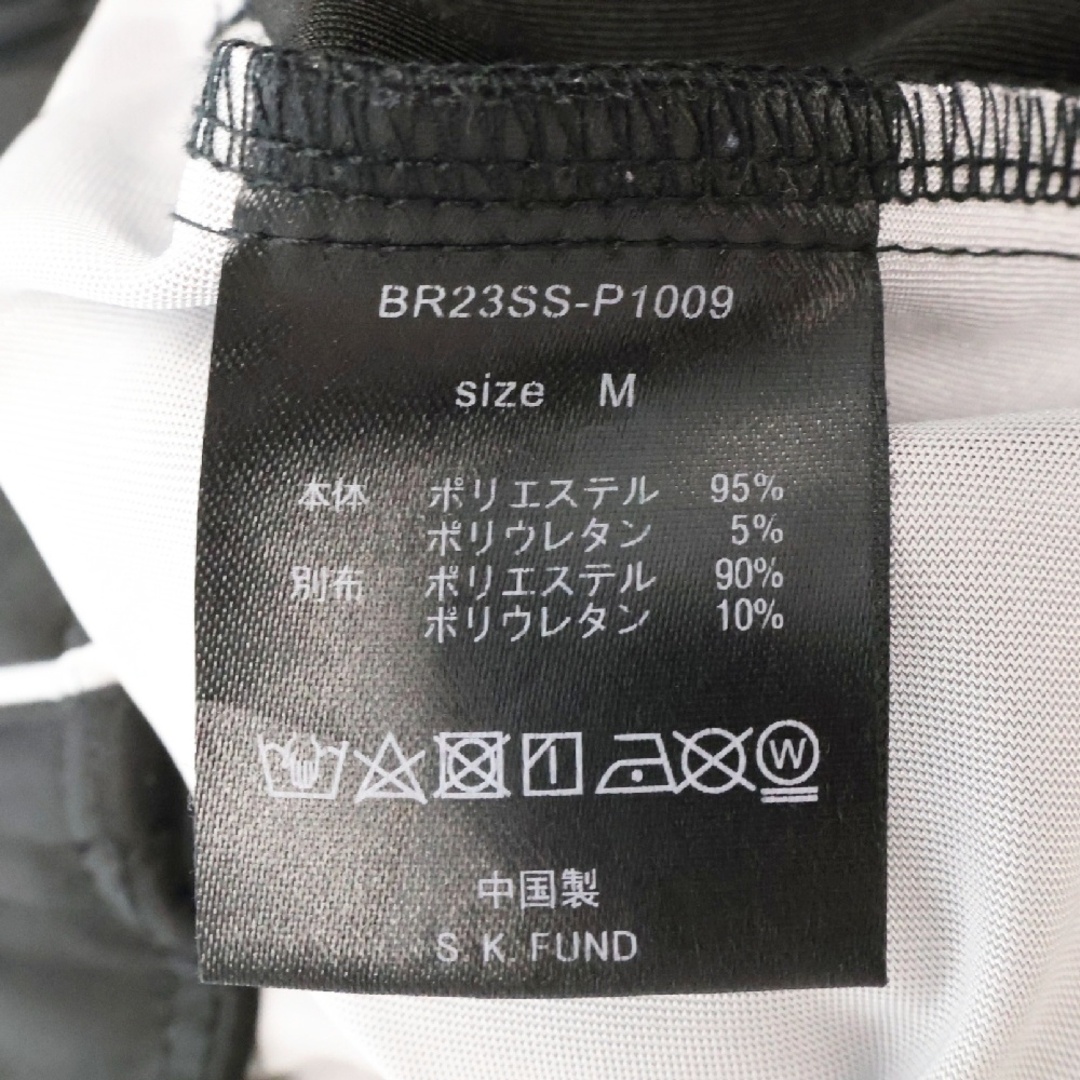 BR23SS-P1009
size M
本体 ポリエステル 95%
ポリウレタン 5%
別布 ポリエステル 90%
ポリウレタン 10%
W
中国製
S. K. FUND